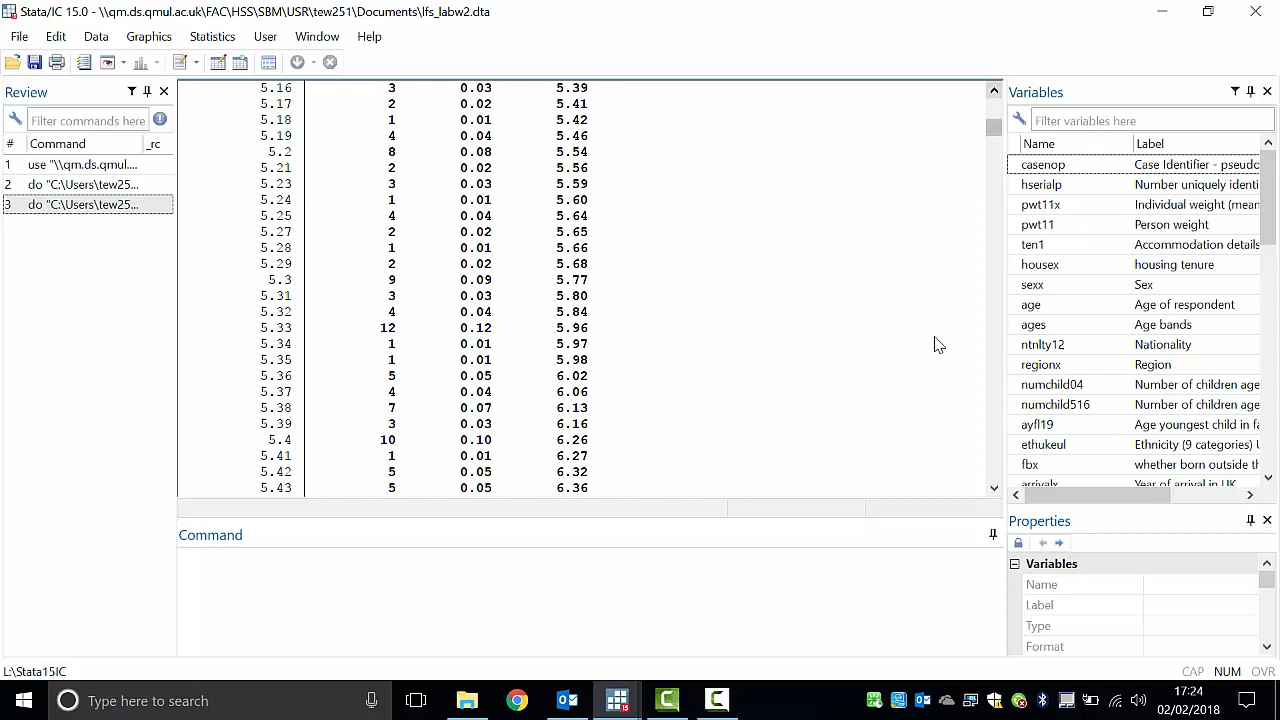 Stata/IC 15.0 - \\qm.ds.qmul.ac.uk\FAC\HSS\SBM\USR\tew251\Documents\lfs_labw2.dta
File Edit Data Graphics Statistics User Window Help
Review
Filter commands here
# Command _rc
1 use "\\qm.ds.qmul....
2 do "C:\Users\tew25...
3 do "C:\Users\tew25...
5.16 3 0.03 5.39
5.17 2 0.02 5.41
5.18 1 0.01 5.42
5.19 4 0.04 5.46
5.2 8 0.08 5.54
5.21 2 0.02 5.56
5.23 3 0.03 5.59
5.24 1 0.01 5.60
5.25 4 0.04 5.64
5.27 2 0.02 5.65
5.28 1 0.01 5.66
5.29 2 0.02 5.68
5.3 9 0.09 5.77
5.31 3 0.03 5.80
5.32 4 0.04 5.84
5.33 12 0.12 5.96
5.34 1 0.01 5.97
5.35 1 0.01 5.98
5.36 5 0.05 6.02
5.37 4 0.04 6.06
5.38 7 0.07 6.13
5.39 3 0.03 6.16
5.4 10 0.10 6.26
5.41 1 0.01 6.27
5.42 5 0.05 6.32
5.43 5 0.05 6.36
Command
Variables
Filter variables here
Name Label
casenop Case Identifier - pseudo
hserialp Number uniquely identi
pwt11x Individual weight (mean
pwt11 Person weight
ten1 Accommodation details
housex housing tenure
sexx Sex
age Age of respondent
ages Age bands
ntnlty12 Nationality
regionx Region
numchild04 Number of children age
numchild516 Number of children age
ayfl19 Age youngest child in fa
ethukeul Ethnicity (9 categories) U
fbx whether born outside th
arrivalx Year of arrival in UK
Properties
Variables
Name
Label
Type
Format
L:\Stata15IC
CAP NUM OVR
Type here to search
17:24
02/02/2018